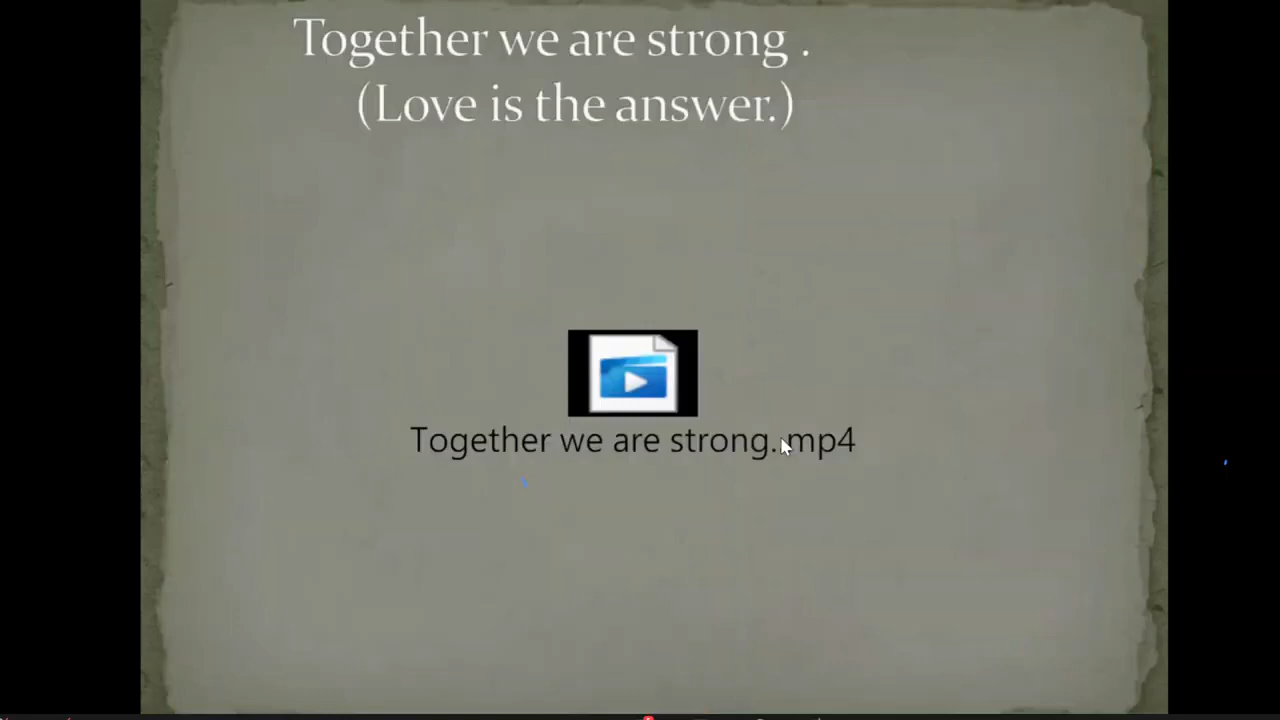 Together we are strong .
(Love is the answer.)
Together we are strong.mp4